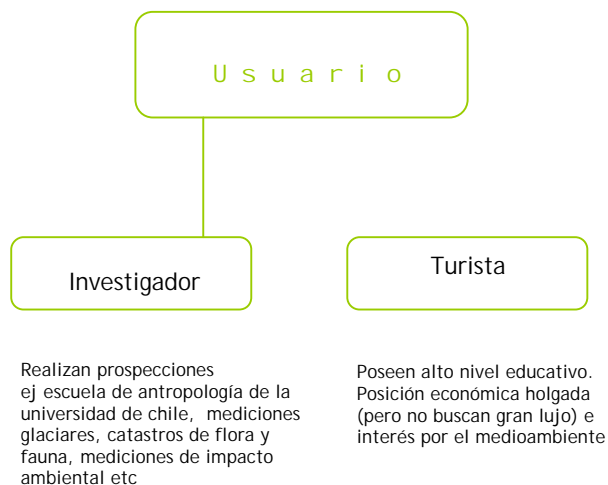 Usuario
Investigador
Turista
Realizan prospecciones
ej escuela de antropología de la
universidad de chile, mediciones
glaciares, catastros de flora y
fauna, mediciones de impacto
ambiental etc
Poseen alto nivel educativo.
Posición económica holgada
(pero no buscan gran lujo) e
interés por el medioambiente